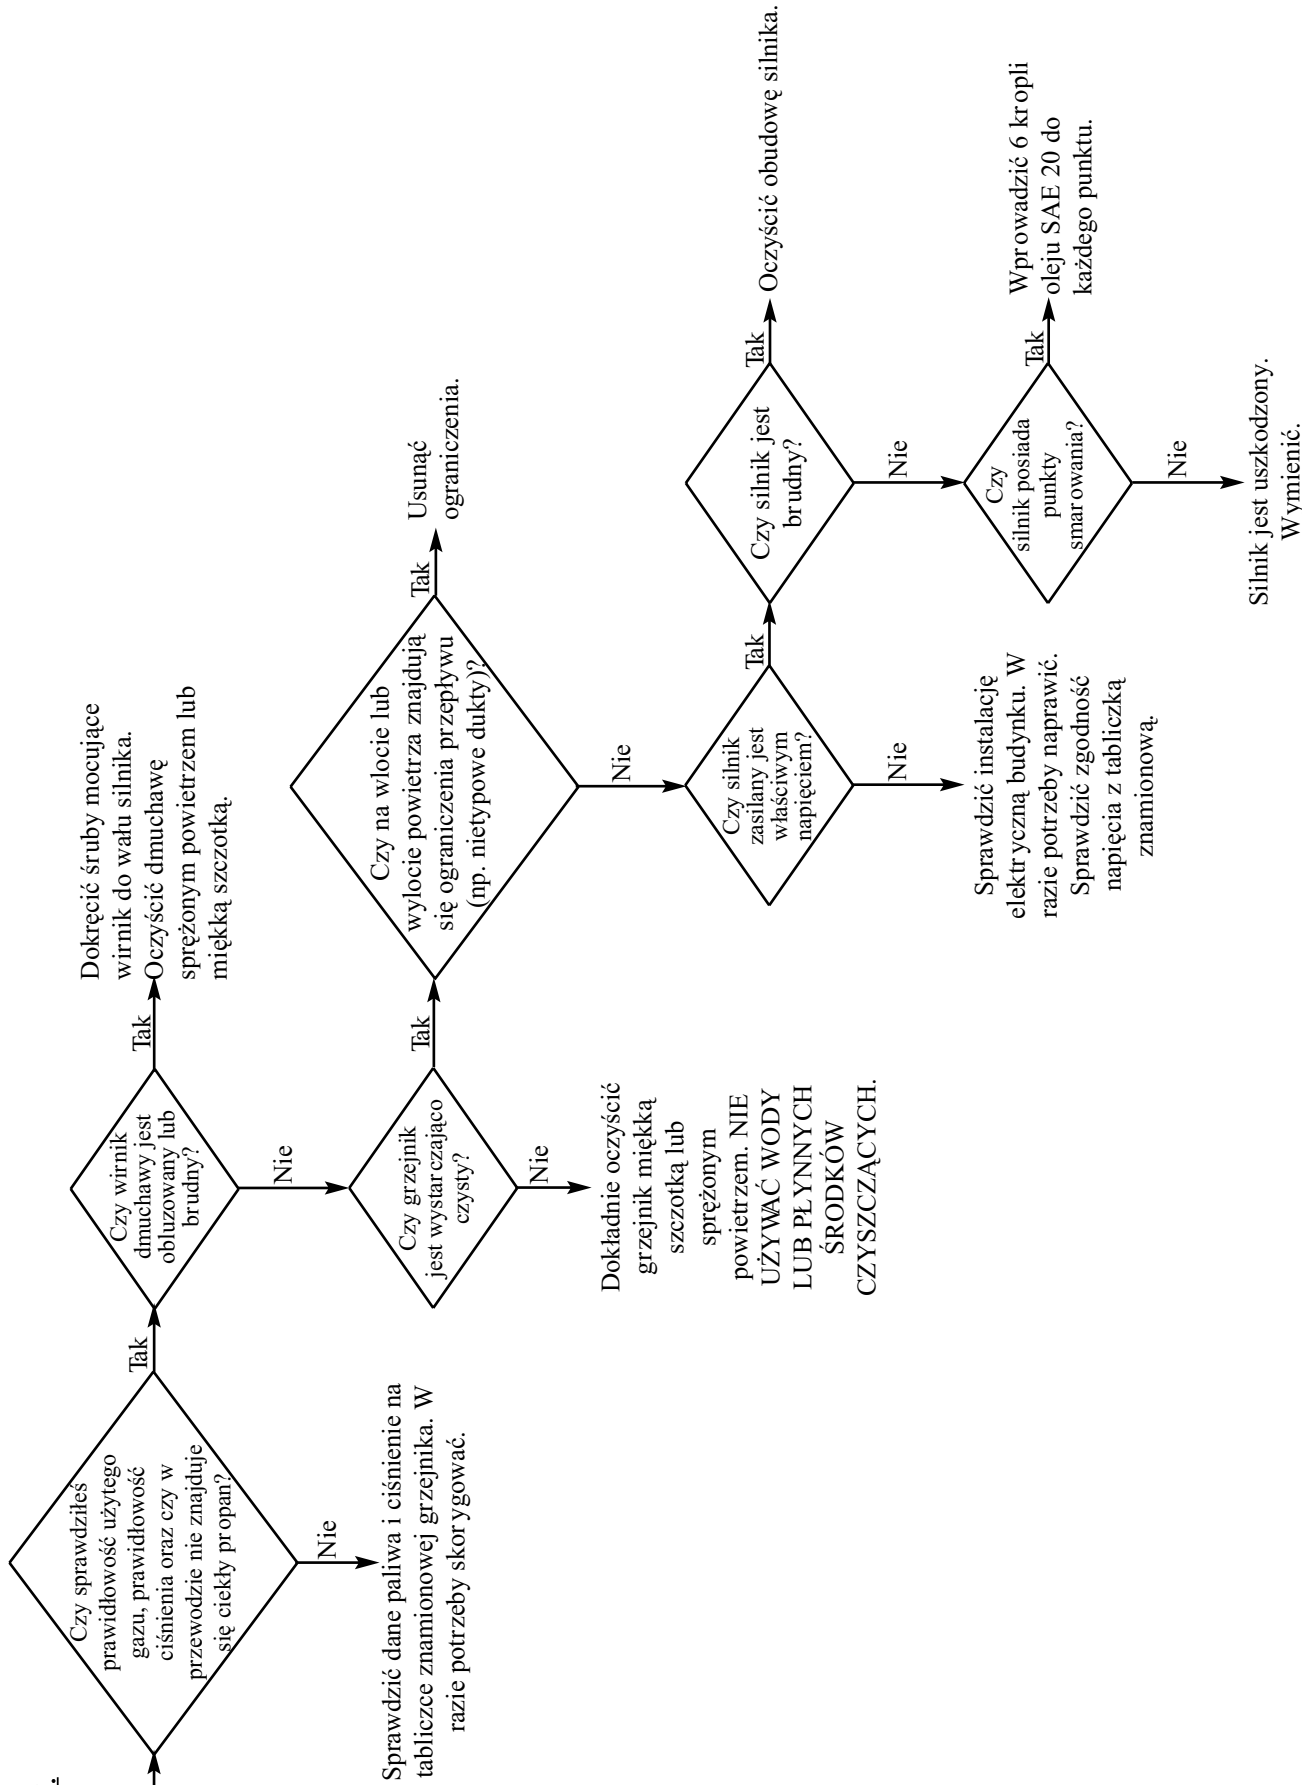 Czy sprawdziłeś
prawidłowość użytego
gazu, prawidłowość
ciśnienia oraz czy w
przewodzie nie znajduje
się ciekły propan?
Tak
Nie
Sprawdzić dane paliwa i ciśnienie na
tabliczce znamionowej grzejnika. W
razie potrzeby skorygować.
Czy wirnik
dmuchawy jest
obluzowany lub
brudny?
Tak
Dokręcić śruby mocujące
wirnik do wału silnika.
Oczyścić dmuchawę
sprężonym powietrzem lub
miękką szczotką.
Nie
Czy grzejnik
jest wystarczająco
czysty?
Tak
Nie
Dokładnie oczyścić
grzejnik miękką
szczotką lub
sprężonym
powietrzem. NIE
UŻYWAĆ WODY
LUB PŁYNNYCH
ŚRODKÓW
CZYSZCZĄCYCH.
Czy na wlocie lub
wylocie powietrza znajdują
się ograniczenia przepływu
(np. nietypowe dukty)?
Tak
Usunąć
ograniczenia.
Nie
Czy silnik
zasilany jest
właściwym
napięciem?
Tak
Nie
Sprawdzić instalację
elektryczną budynku. W
razie potrzeby naprawić.
Sprawdzić zgodność
napięcia z tabliczką
znamionową.
Czy silnik jest
brudny?
Tak
Oczyścić obudowę silnika.
Nie
Czy
silnik posiada
punkty
smarowania?
Tak
Wprowadzić 6 kropli
oleju SAE 20 do
każdego punktu.
Nie
Silnik jest uszkodzony.
Wymienić.